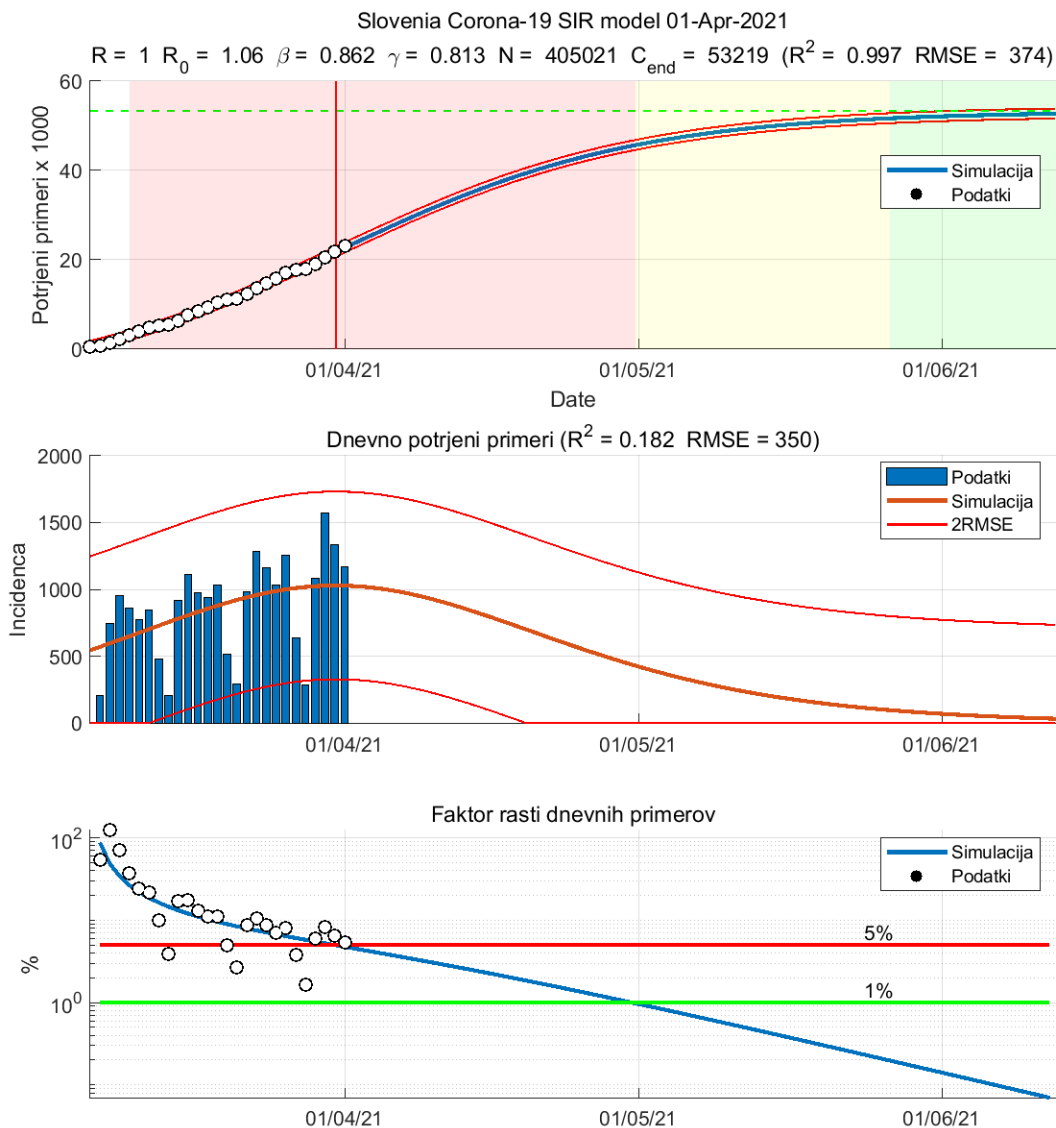 Slovenia Corona-19 SIR model 01-Apr-2021
R = 1 R₀ = 1.06 β = 0.862 γ = 0.813 N = 405021 C_end = 53219 (R² = 0.997 RMSE = 374)
60
40
20
0
Potrjeni primeri x 1000
Simulacija
Podatki
01/04/21 01/05/21 01/06/21
Date
Dnevno potrjeni primeri (R² = 0.182 RMSE = 350)
2000
1500
1000
500
0
Incidenca
Podatki
Simulacija
2RMSE
01/04/21 01/05/21 01/06/21
Faktor rasti dnevnih primerov
10²
10⁰
%
Simulacija
Podatki
5%
1%
01/04/21 01/05/21 01/06/21